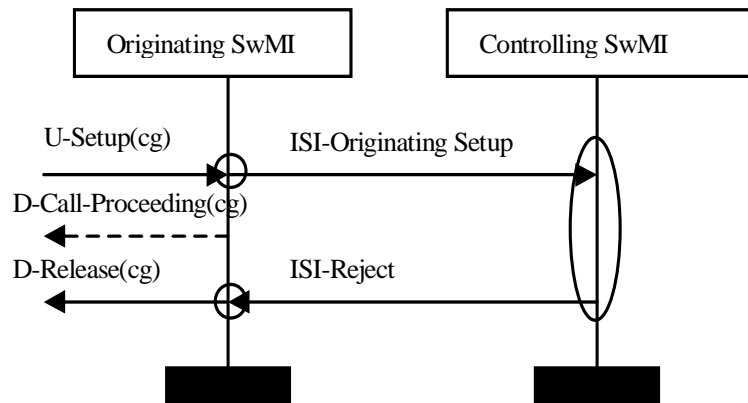 Originating SwMI
Controlling SwMI
U-Setup(cg)
ISI-Originating Setup
D-Call-Proceeding(cg)
D-Release(cg)
ISI-Reject